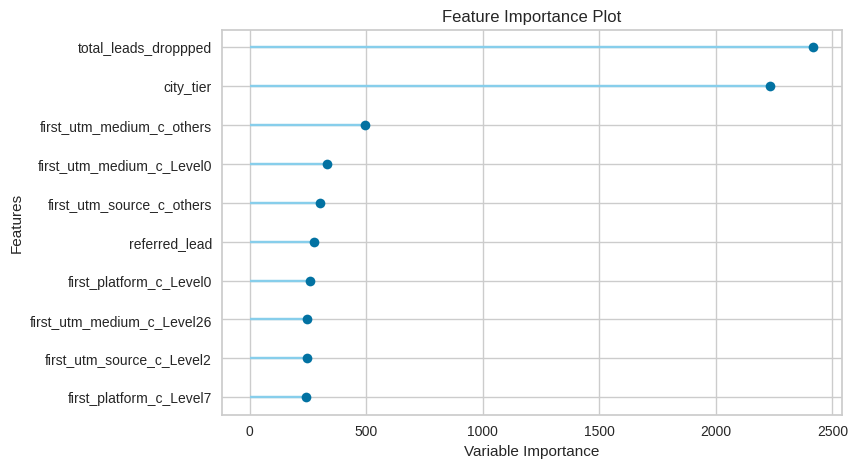 Feature Importance Plot
total_leads_droppped
city_tier
first_utm_medium_c_others
first_utm_medium_c_Level0
first_utm_source_c_others
referred_lead
first_platform_c_Level0
first_utm_medium_c_Level26
first_utm_source_c_Level2
first_platform_c_Level7
Features
0 500 1000 1500 2000 2500
Variable Importance